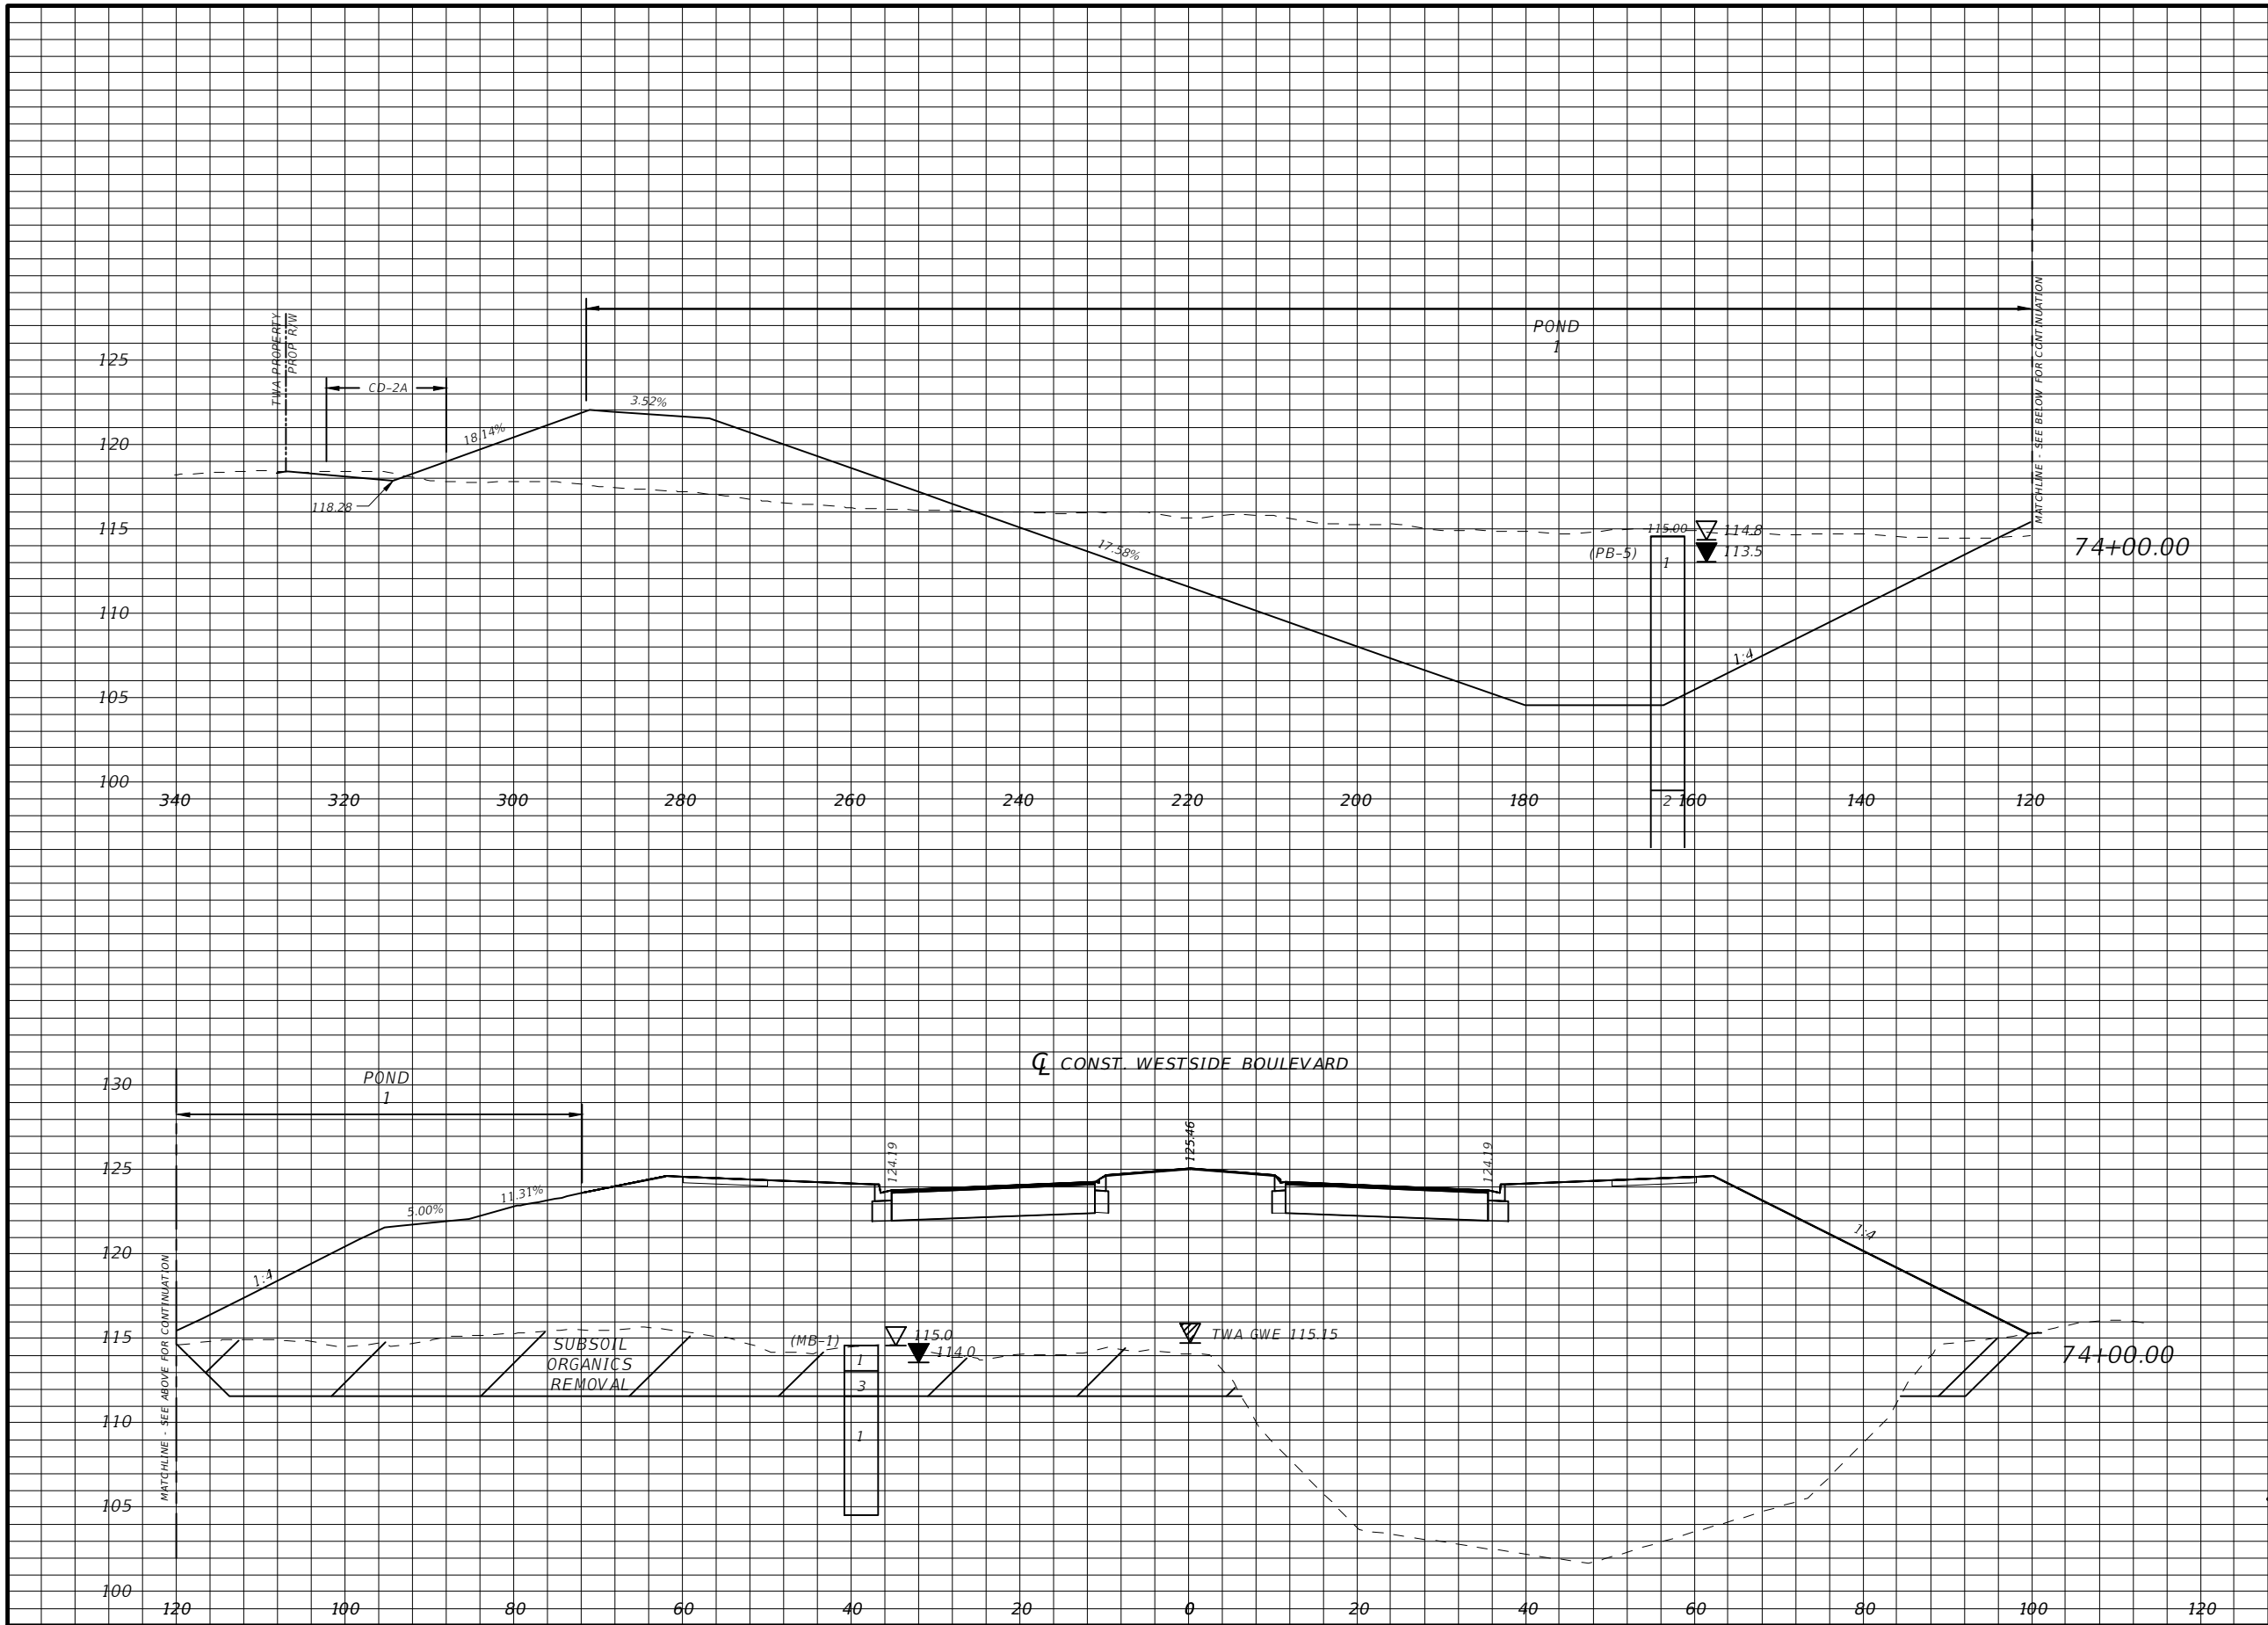 TWA PROPERTY
PROP R/W
CD-2A
POND
1
MATCHLINE - SEE BELOW FOR CONTINUATION
125
120
115
110
105
100
18.14%
3.52%
118.28
17.58%
115.00
114.8
113.5
(PB-5)
1
2
1:4
74+00.00
340 320 300 280 260 240 220 200 180 160 140 120
℄ CONST. WESTSIDE BOULEVARD
POND
1
130
125
120
115
110
105
100
MATCHLINE - SEE ABOVE FOR CONTINUATION
1:4
5.00%
11.31%
124.19
125.46
124.19
1:4
SUBSOIL
ORGANICS
REMOVAL
(MB-1)
115.0
114.0
1
3
1
TWA GWE 115.15
74+00.00
120 100 80 60 40 20 0 20 40 60 80 100 120